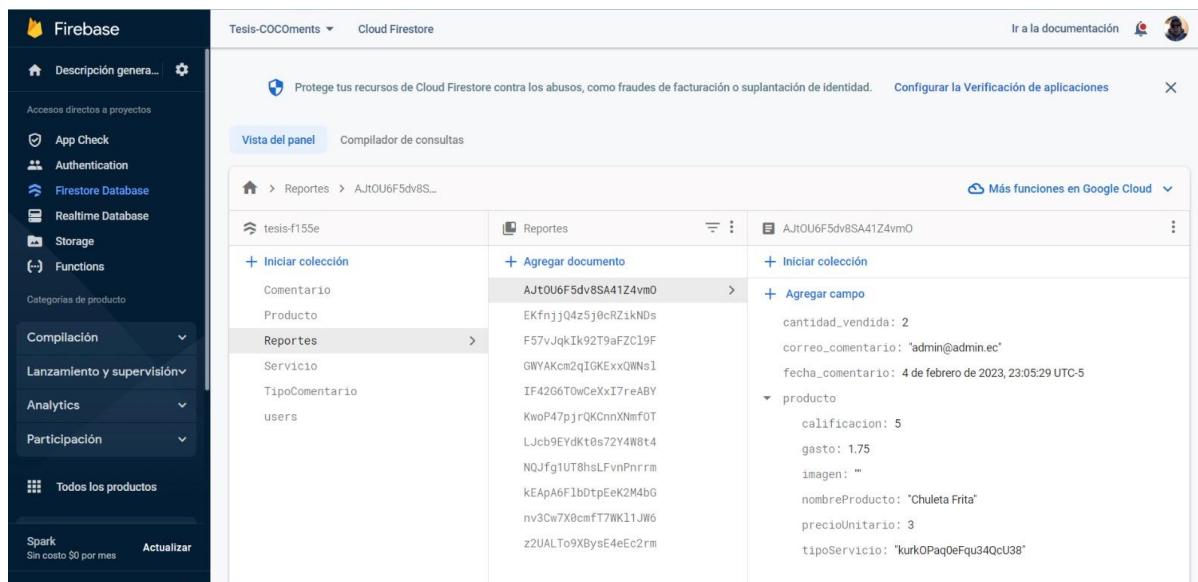 Firebase
Descripción genera...
Accesos directos a proyectos
App Check
Authentication
Firestore Database
Realtime Database
Storage
Functions
Categorías de producto
Compilación
Lanzamiento y supervisión
Analytics
Participación
Todos los productos
Spark
Sin costo $0 por mes
Actualizar
Tesis-COCOments
Cloud Firestore
Ir a la documentación
Protege tus recursos de Cloud Firestore contra los abusos, como fraudes de facturación o suplantación de identidad. Configurar la Verificación de aplicaciones
Vista del panel
Compilador de consultas
> Reportes > AJtOU6F5dv8S...
Más funciones en Google Cloud
tesis-f155e
+ Iniciar colección
Comentario
Producto
Reportes
Servicio
TipoComentario
users
Reportes
+ Agregar documento
AJtOU6F5dv8SA41Z4vmO
EKfnjjQ4z5j0cRZikNDs
F57vJqkIk92T9aFZCl9F
GWYAKcm2qIGKExxQWNsl
IF42G6TOwCeXxI7reABY
KwoP47pjrQKCnnXNmfOT
LJcb9EYdKt0s72Y4W8t4
NQJfg1UT8hsLFvnPnrrm
kEApA6FlbDtpEeK2M4bG
nv3Cw7X0cmfT7WKl1JW6
z2UALTo9XBysE4eEc2rm
AJtOU6F5dv8SA41Z4vmO
+ Iniciar colección
+ Agregar campo
cantidad_vendida: 2
correo_comentario: "admin@admin.ec"
fecha_comentario: 4 de febrero de 2023, 23:05:29 UTC-5
producto
calificacion: 5
gasto: 1.75
imagen: ""
nombreProducto: "Chuleta Frita"
precioUnitario: 3
tipoServicio: "kurkOPaq0eFqu34QcU38"